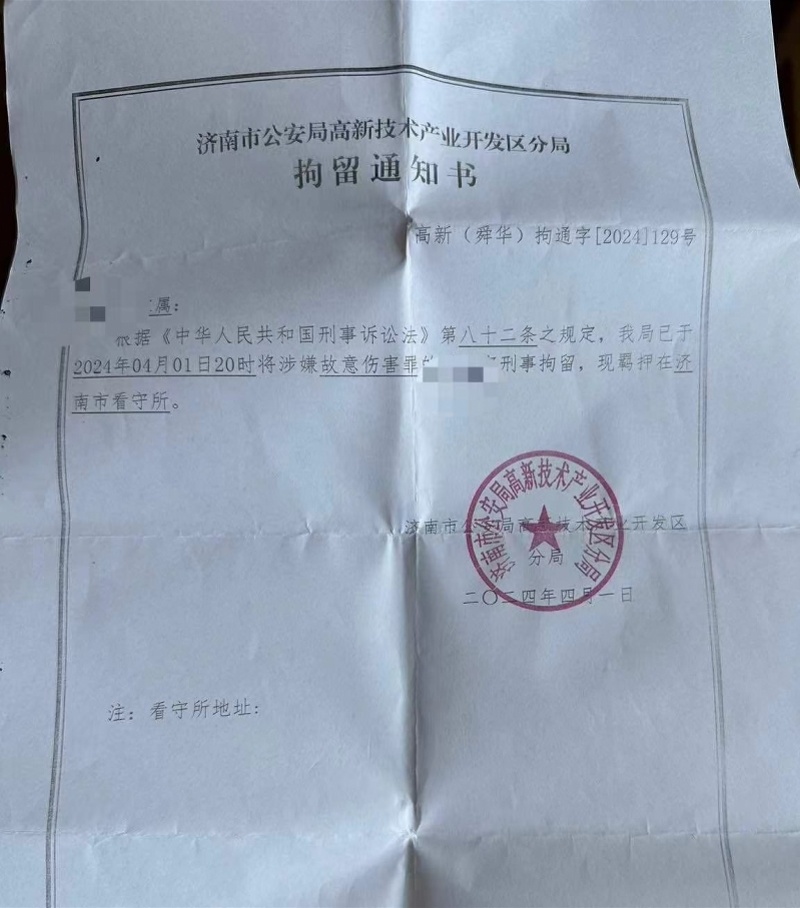 济南市公安局高新技术产业开发区分局
拘留通知书
高新（舜华）拘通字[2024]129号
属：
依据《中华人民共和国刑事诉讼法》第八十二条之规定，我局已于
2024年04月01日20时将涉嫌故意伤害罪的 刑事拘留，现羁押在济
南市看守所。
济南市公安局高新技术产业开发区
分局
二〇二四年四月一日
济南市公安局高新技术产业开发区分局
注：看守所地址: